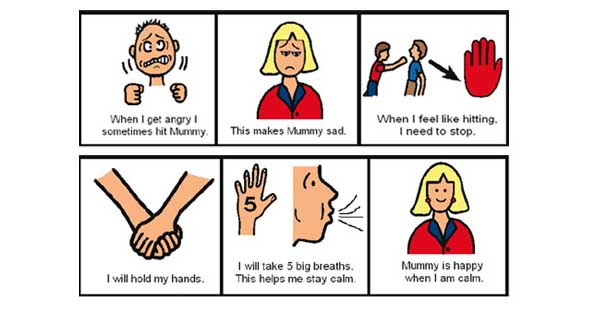 When I get angry I
sometimes hit Mummy.
This makes Mummy sad.
When I feel like hitting,
I need to stop.
I will hold my hands.
5
I will take 5 big breaths.
This helps me stay calm.
Mummy is happy
when I am calm.